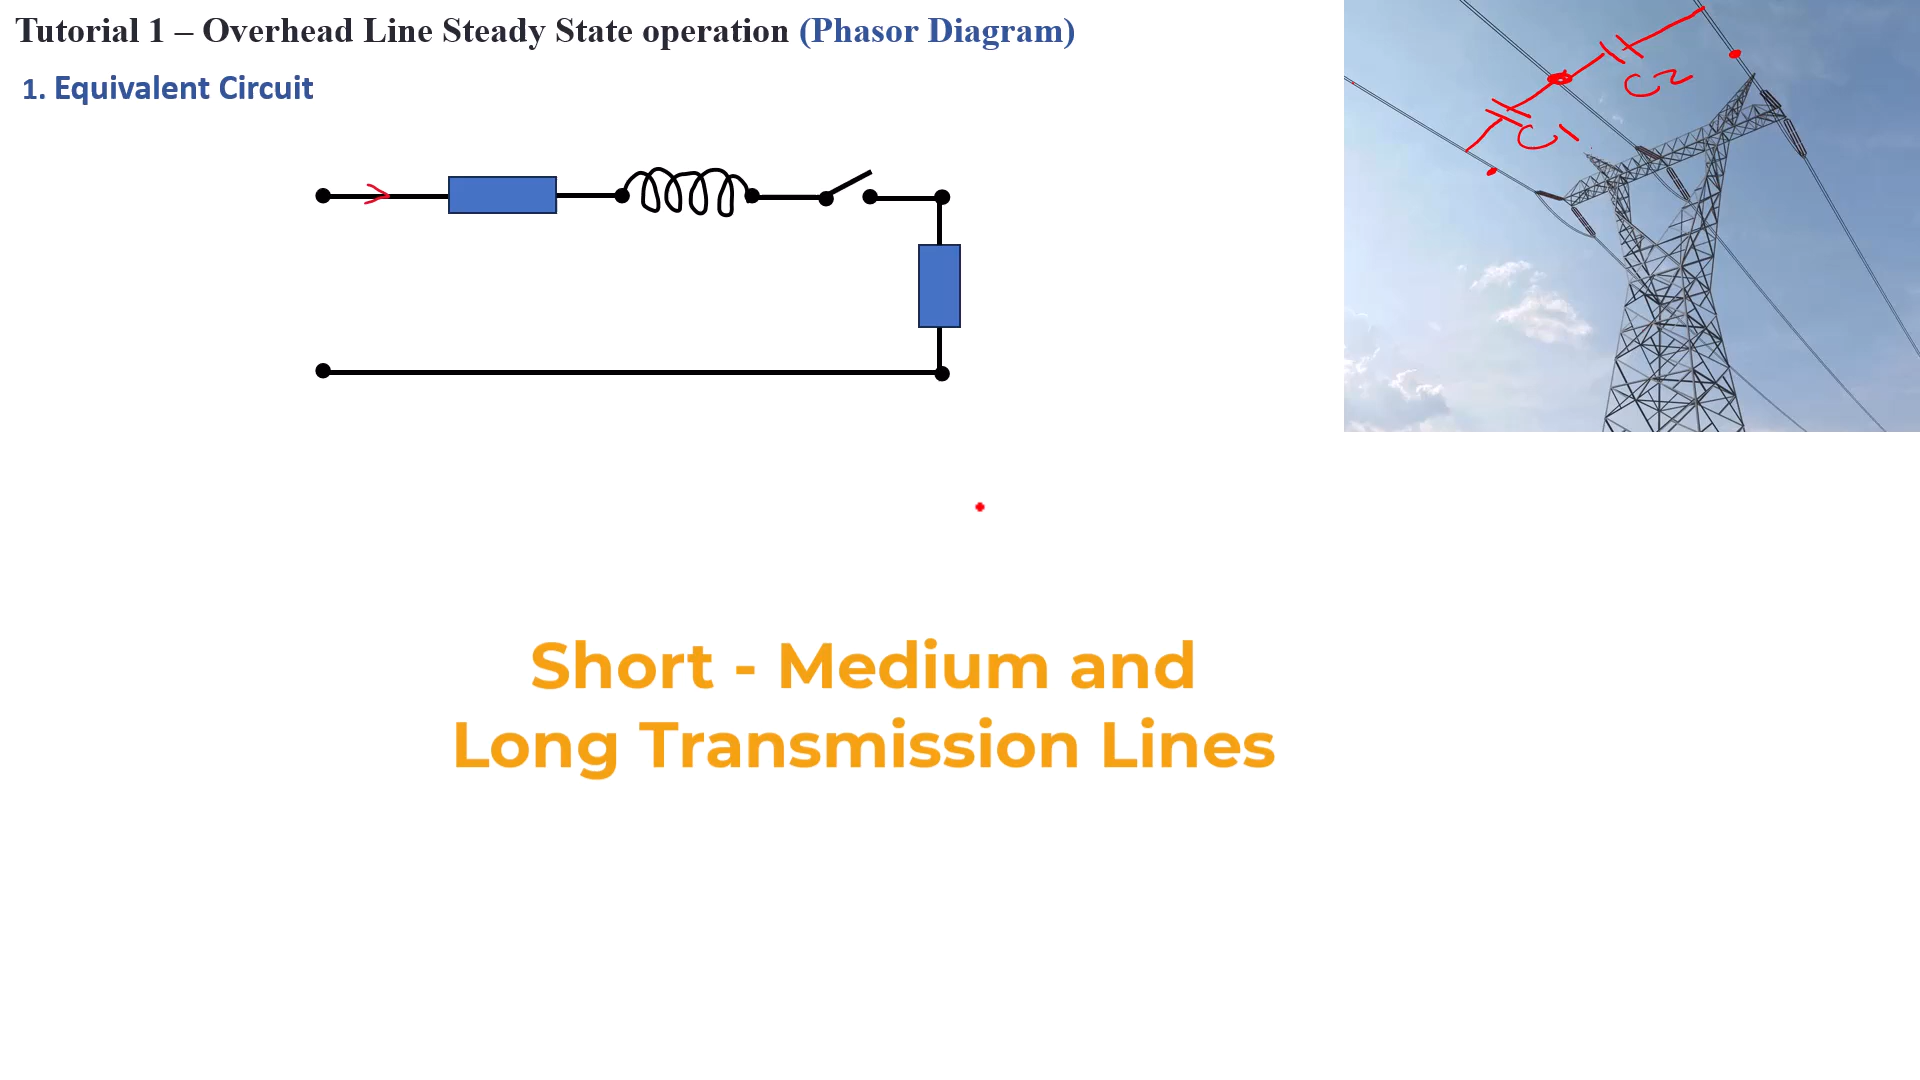 Tutorial 1 – Overhead Line Steady State operation (Phasor Diagram)
1. Equivalent Circuit
C2
C1
Short - Medium and
Long Transmission Lines